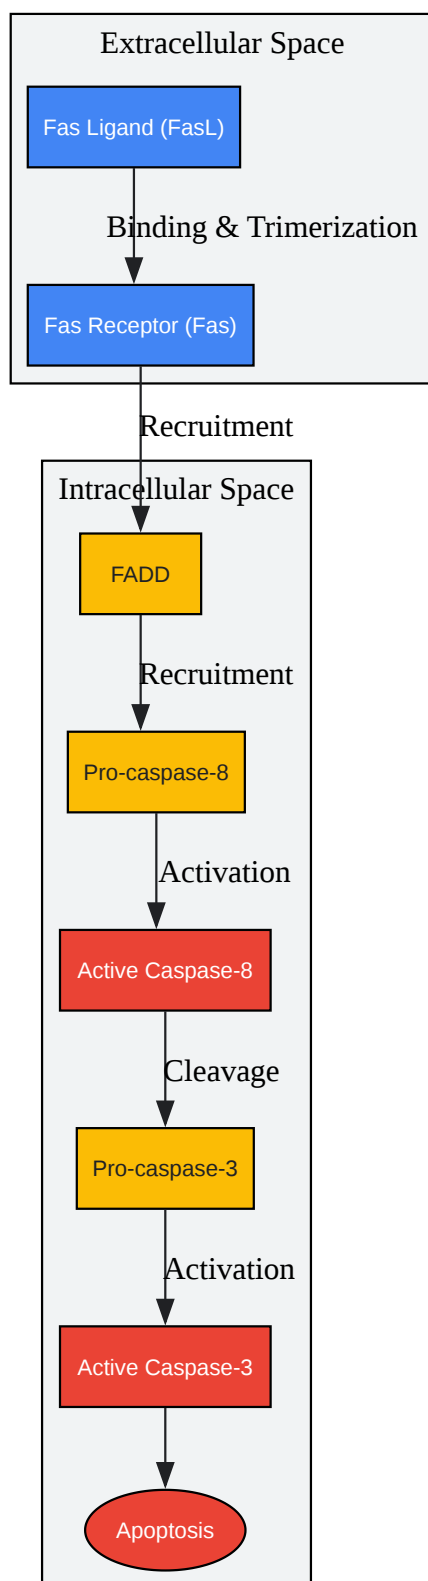 Extracellular Space
Fas Ligand (FasL)
Binding & Trimerization
Fas Receptor (Fas)
Recruitment
Intracellular Space
FADD
Recruitment
Pro-caspase-8
Activation
Active Caspase-8
Cleavage
Pro-caspase-3
Activation
Active Caspase-3
Apoptosis